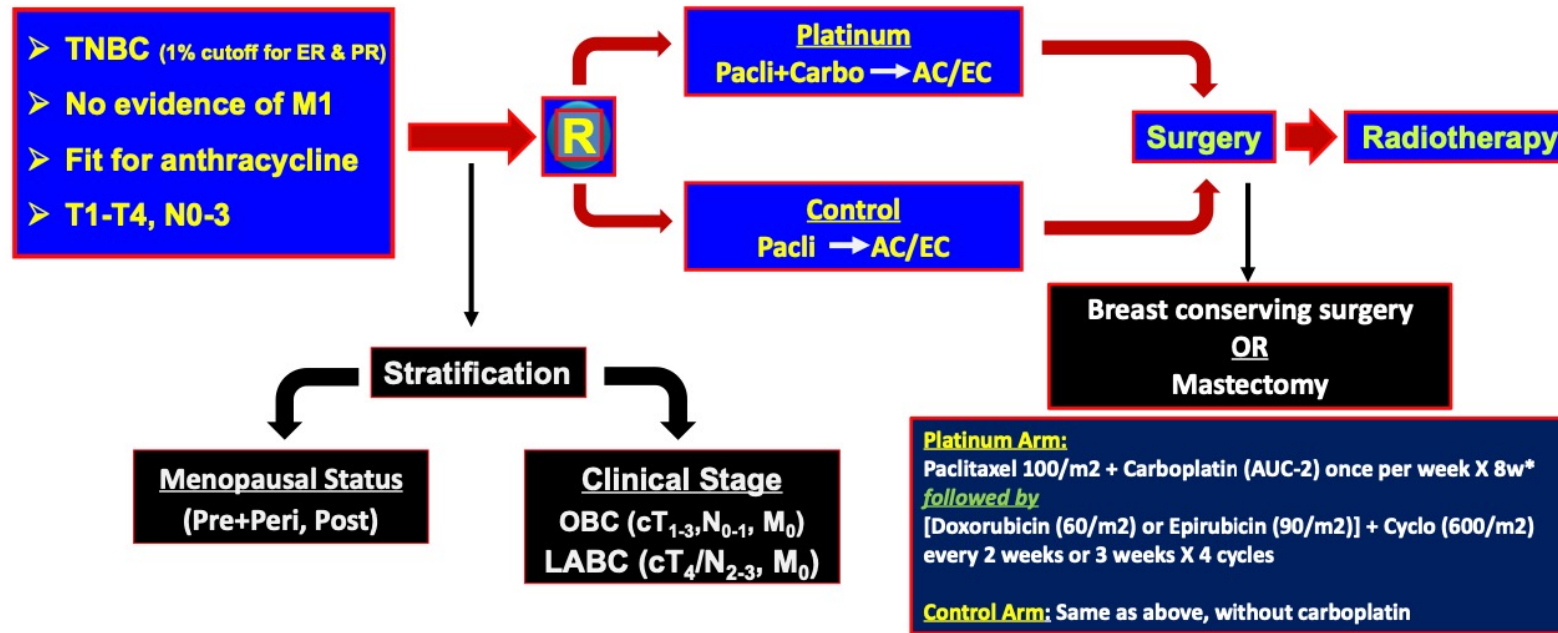 ➢ TNBC (1% cutoff for ER & PR)
➢ No evidence of M1
➢ Fit for anthracycline
➢ T1-T4, N0-3
R
Platinum
Pacli+Carbo → AC/EC
Control
Pacli → AC/EC
Surgery
Radiotherapy
Stratification
Menopausal Status
(Pre+Peri, Post)
Clinical Stage
OBC (cT1-3,N0-1, M0)
LABC (cT4/N2-3, M0)
Breast conserving surgery
OR
Mastectomy
Platinum Arm:
Paclitaxel 100/m2 + Carboplatin (AUC-2) once per week X 8w*
followed by
[Doxorubicin (60/m2) or Epirubicin (90/m2)] + Cyclo (600/m2)
every 2 weeks or 3 weeks X 4 cycles
Control Arm: Same as above, without carboplatin